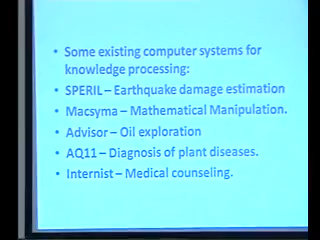 • Some existing computer systems for
knowledge processing:
• SPERIL – Earthquake damage estimation
• Macsyma – Mathematical Manipulation.
• Advisor – Oil exploration
• AQ11 – Diagnosis of plant diseases.
• Internist – Medical counseling.